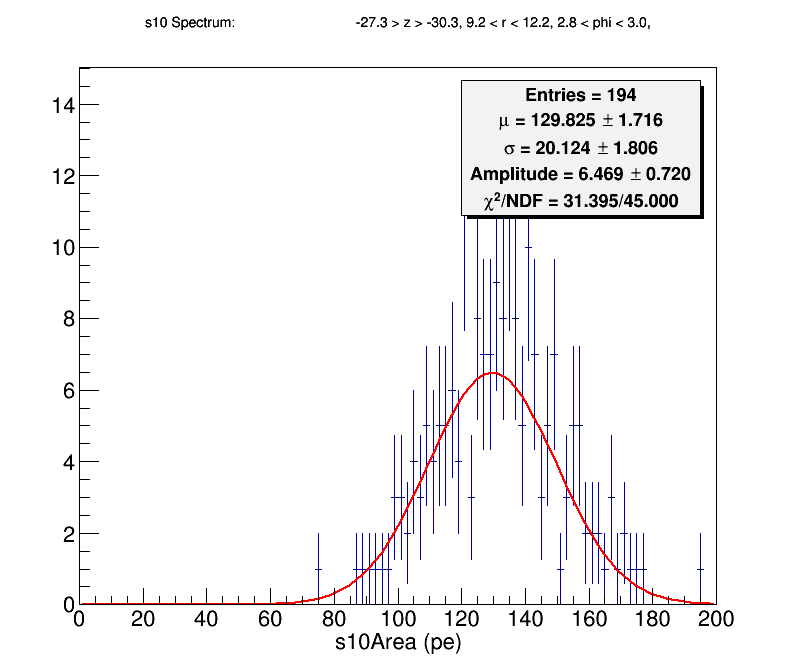 s10 Spectrum: -27.3 > z > -30.3, 9.2 < r < 12.2, 2.8 < phi < 3.0,
Entries = 194
μ = 129.825 ± 1.716
σ = 20.124 ± 1.806
Amplitude = 6.469 ± 0.720
χ²/NDF = 31.395/45.000
14
12
10
8
6
4
2
0
0 20 40 60 80 100 120 140 160 180 200
s10Area (pe)